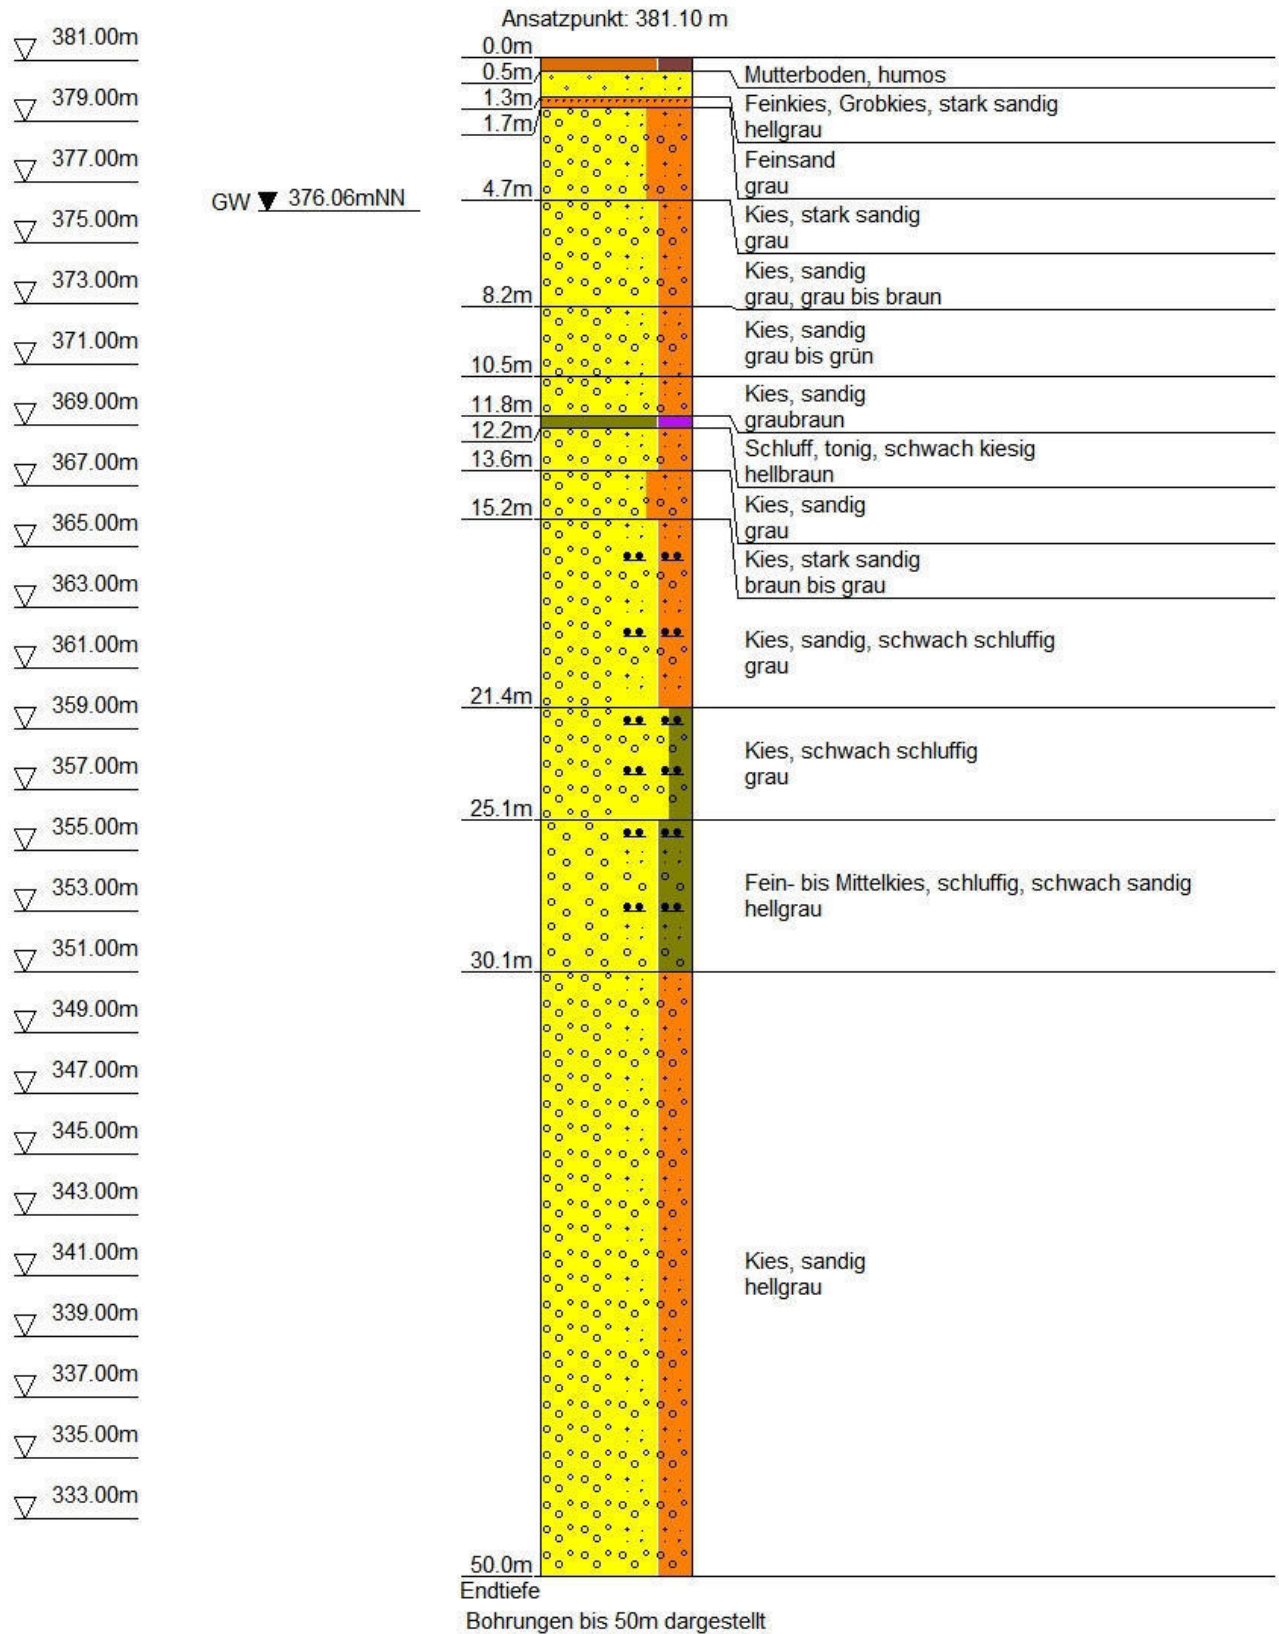 Ansatzpunkt: 381.10 m
381.00m
379.00m
377.00m
375.00m
373.00m
371.00m
369.00m
367.00m
365.00m
363.00m
361.00m
359.00m
357.00m
355.00m
353.00m
351.00m
349.00m
347.00m
345.00m
343.00m
341.00m
339.00m
337.00m
335.00m
333.00m
GW 376.06mNN
0.0m
0.5m
1.3m
1.7m
4.7m
8.2m
10.5m
11.8m
12.2m
13.6m
15.2m
21.4m
25.1m
30.1m
50.0m
Endtiefe
Mutterboden, humos
Feinkies, Grobkies, stark sandig
hellgrau
Feinsand
grau
Kies, stark sandig
grau
Kies, sandig
grau, grau bis braun
Kies, sandig
grau bis grün
Kies, sandig
graubraun
Schluff, tonig, schwach kiesig
hellbraun
Kies, sandig
grau
Kies, stark sandig
braun bis grau
Kies, sandig, schwach schluffig
grau
Kies, schwach schluffig
grau
Fein- bis Mittelkies, schluffig, schwach sandig
hellgrau
Kies, sandig
hellgrau
Bohrungen bis 50m dargestellt